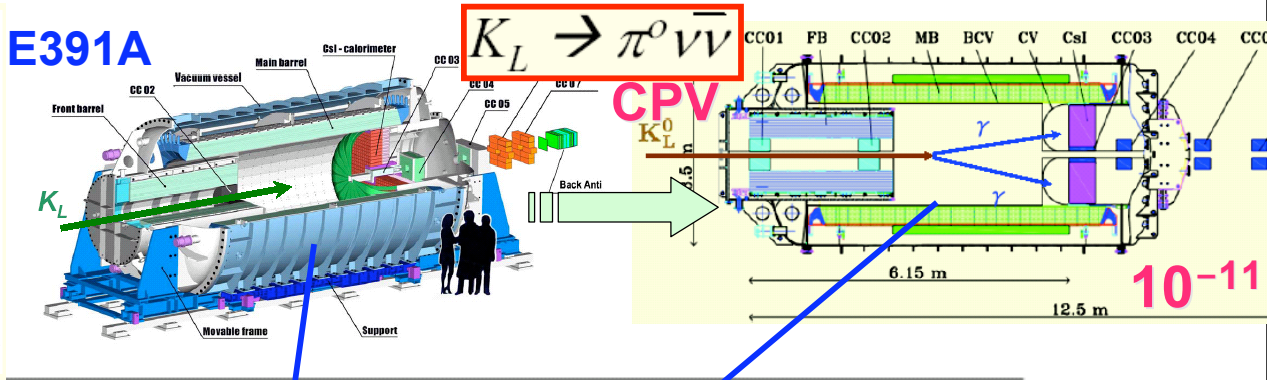 E391A
K_L → π⁰νν̅
CPV
CsI - calorimeter
Main barrel
Vacuum vessel
CC 02
Front barrel
CC 03
CC 04
CC 05
CC 07
K_L
Back Anti
Movable frame
Support
CC01 FB CC02 MB BCV CV CsI CC03 CC04
K⁰_L
γ
γ
6.15 m
12.5 m
10⁻¹¹